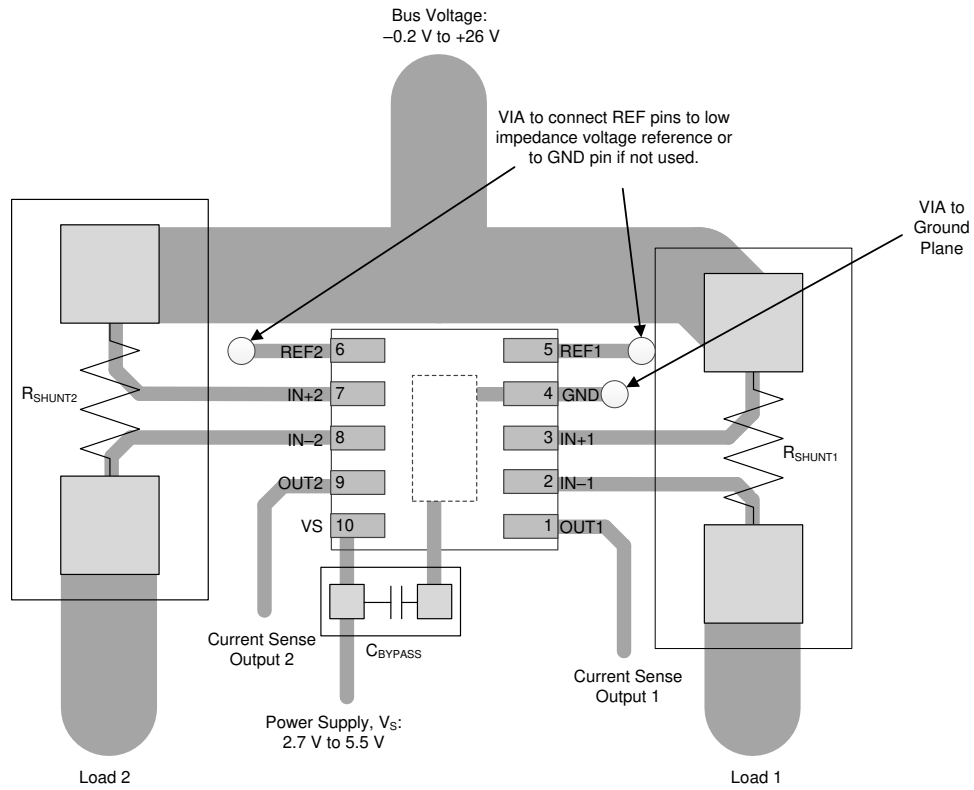 Bus Voltage:
–0.2 V to +26 V
VIA to connect REF pins to low
impedance voltage reference or
to GND pin if not used.
VIA to
Ground
Plane
REF2 6
5 REF1
IN+2 7
4 GND
RSHUNT2
IN–2 8
3 IN+1
RSHUNT1
OUT2 9
2 IN–1
VS 10
1 OUT1
Current Sense
Output 2
CBYPASS
Current Sense
Output 1
Power Supply, VS:
2.7 V to 5.5 V
Load 2
Load 1